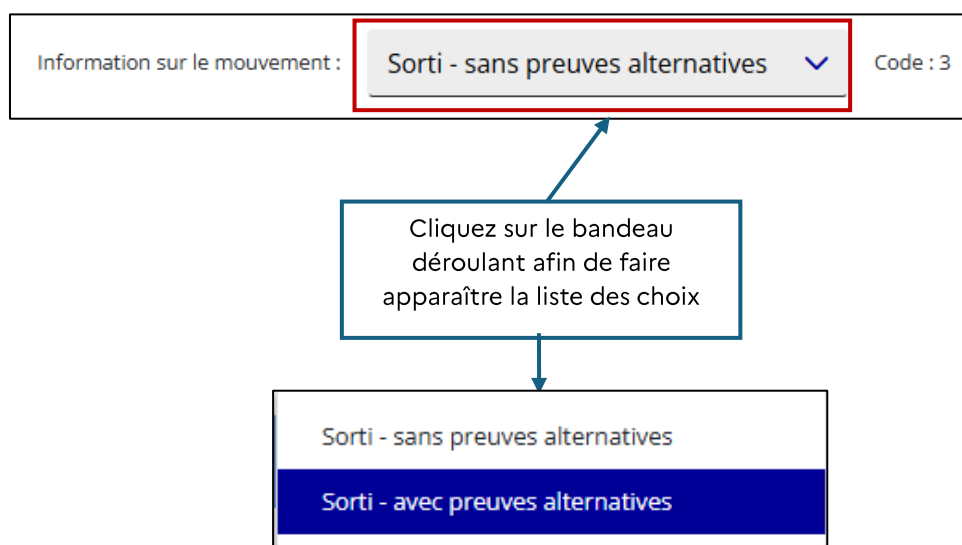 Information sur le mouvement : Sorti - sans preuves alternatives Code : 3
Cliquez sur le bandeau
déroulant afin de faire
apparaître la liste des choix
Sorti - sans preuves alternatives
Sorti - avec preuves alternatives